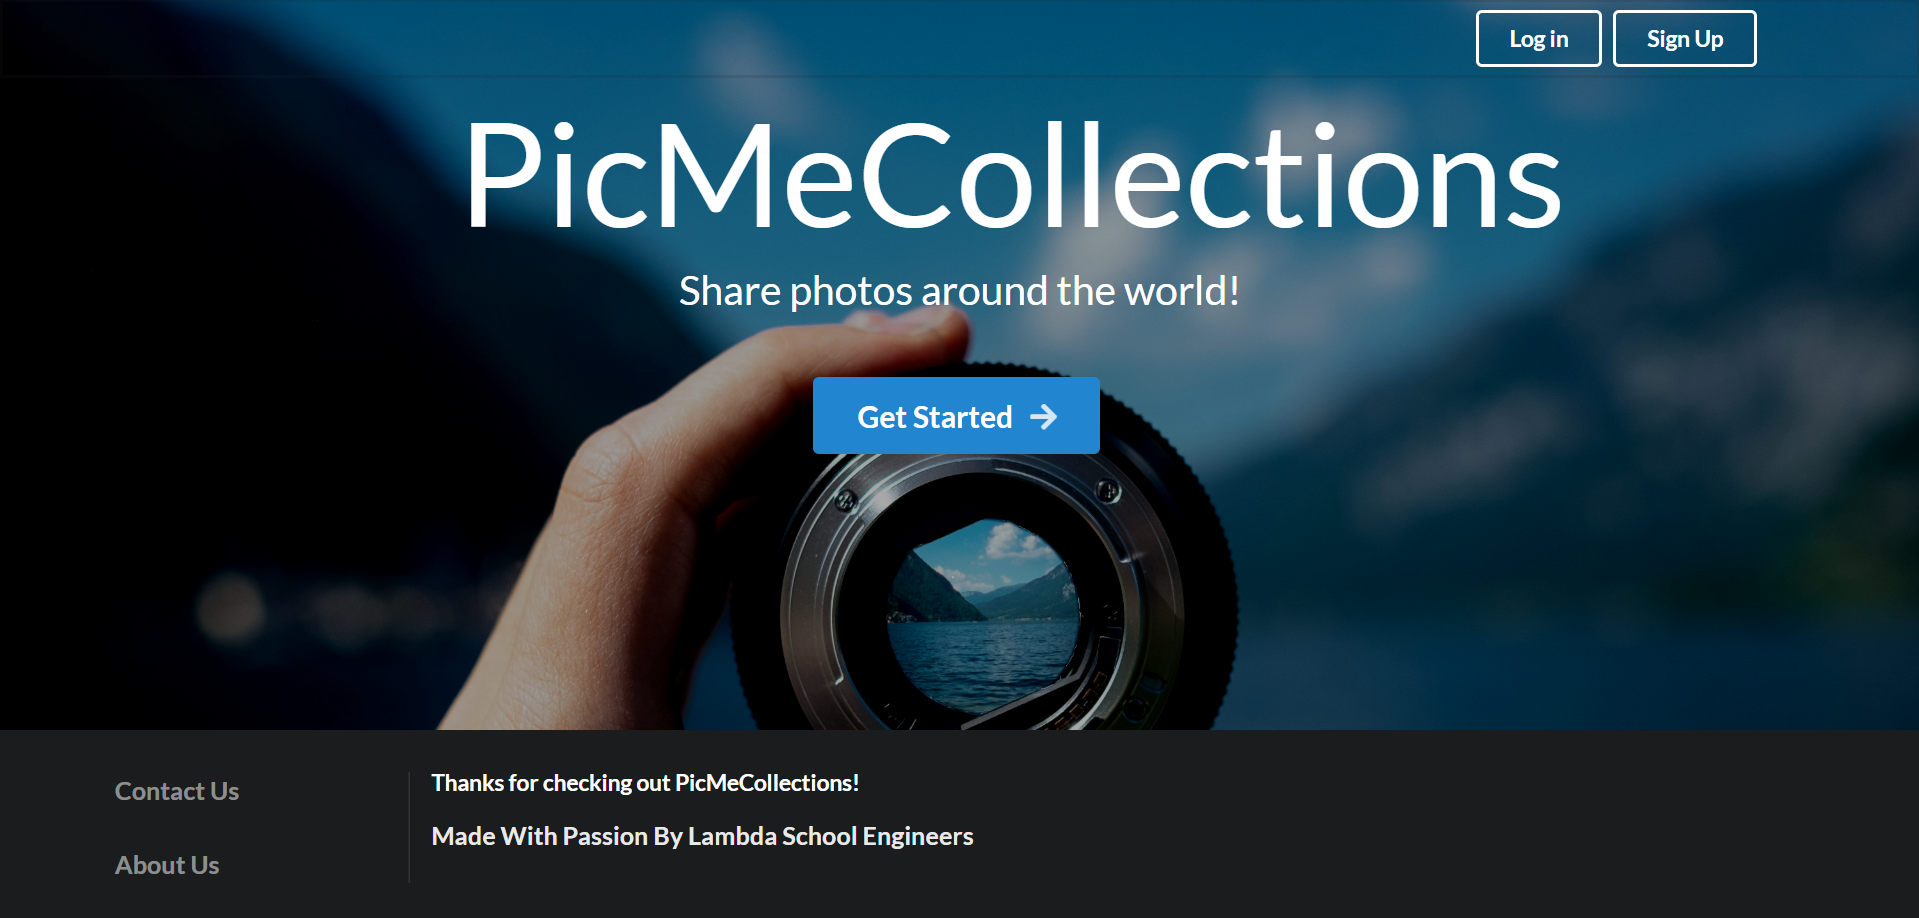 Log in
Sign Up
PicMeCollections
Share photos around the world!
Get Started
Contact Us
About Us
Thanks for checking out PicMeCollections!
Made With Passion By Lambda School Engineers